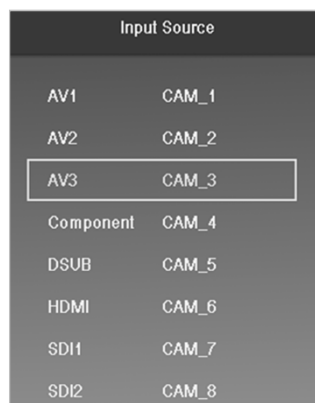 Input Source
AV1 CAM_1
AV2 CAM_2
AV3 CAM_3
Component CAM_4
DSUB CAM_5
HDMI CAM_6
SDI1 CAM_7
SDI2 CAM_8